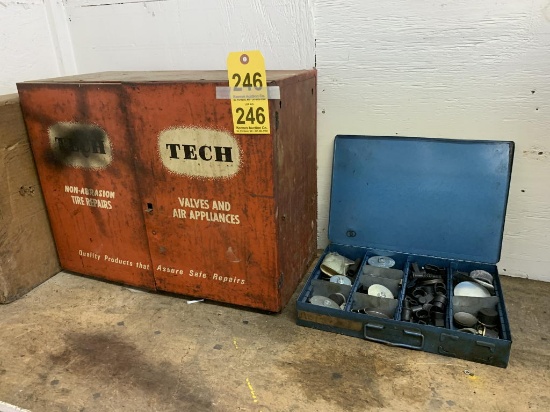 246
246
TECH
NON-ABRASION
TIRE REPAIRS
TECH
VALVES AND
AIR APPLIANCES
Quality Products that Assure Safe Repairs